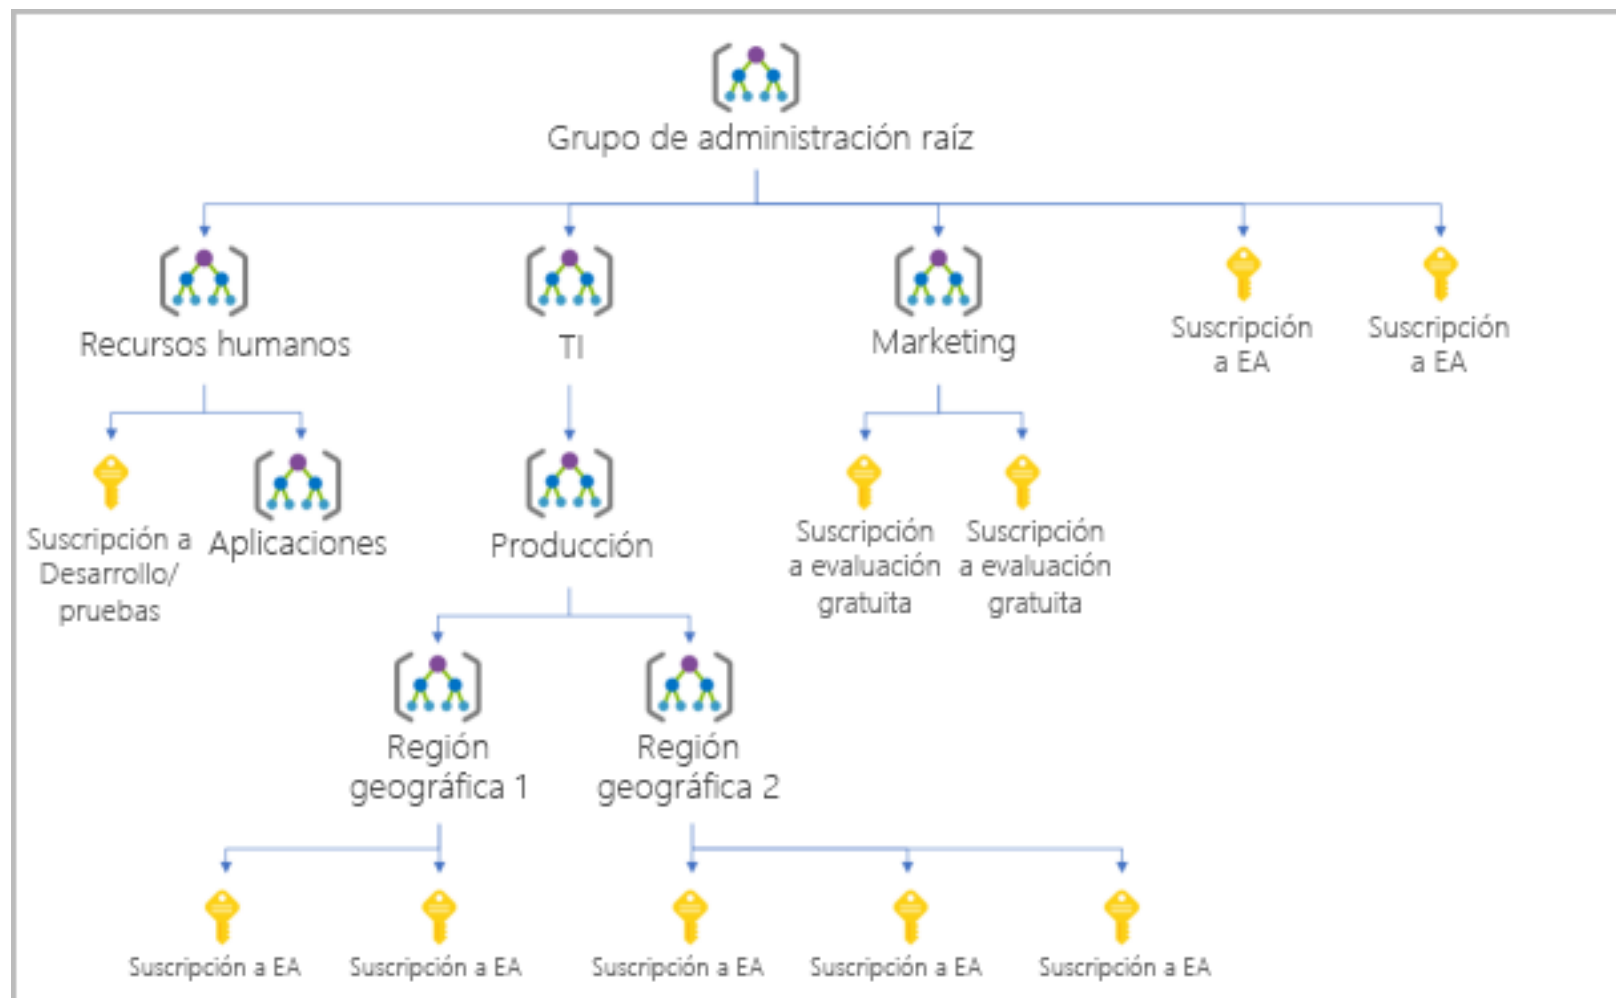 Grupo de administración raíz
Recursos humanos
TI
Marketing
Suscripción
a EA
Suscripción
a EA
Suscripción a
Desarrollo/
pruebas
Aplicaciones
Producción
Suscripción
a evaluación
gratuita
Suscripción
a evaluación
gratuita
Región
geográfica 1
Región
geográfica 2
Suscripción a EA
Suscripción a EA
Suscripción a EA
Suscripción a EA
Suscripción a EA